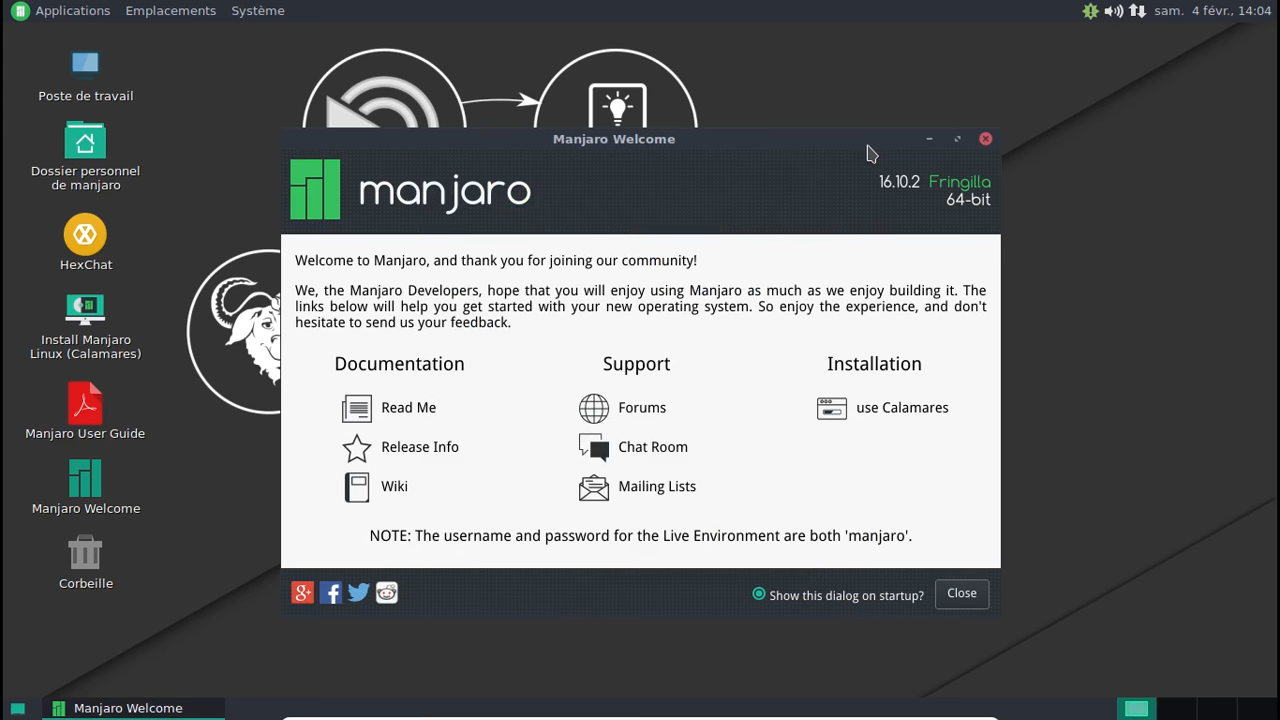 Applications Emplacements Système
sam. 4 févr., 14:04
Poste de travail
Dossier personnel
de manjaro
HexChat
Install Manjaro
Linux (Calamares)
Manjaro User Guide
Manjaro Welcome
Corbeille
Manjaro Welcome
manjaro
16.10.2 Fringilla
64-bit
Welcome to Manjaro, and thank you for joining our community!
We, the Manjaro Developers, hope that you will enjoy using Manjaro as much as we enjoy building it. The
links below will help you get started with your new operating system. So enjoy the experience, and don't
hesitate to send us your feedback.
Documentation
Read Me
Release Info
Wiki
Support
Forums
Chat Room
Mailing Lists
Installation
use Calamares
NOTE: The username and password for the Live Environment are both 'manjaro'.
g+
Show this dialog on startup?
Close
Manjaro Welcome